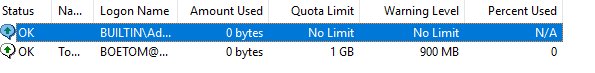 Status Na... Logon Name Amount Used Quota Limit Warning Level Percent Used
OK BUILTIN\Ad... 0 bytes No Limit No Limit N/A
OK To... BOETOM@... 0 bytes 1 GB 900 MB 0